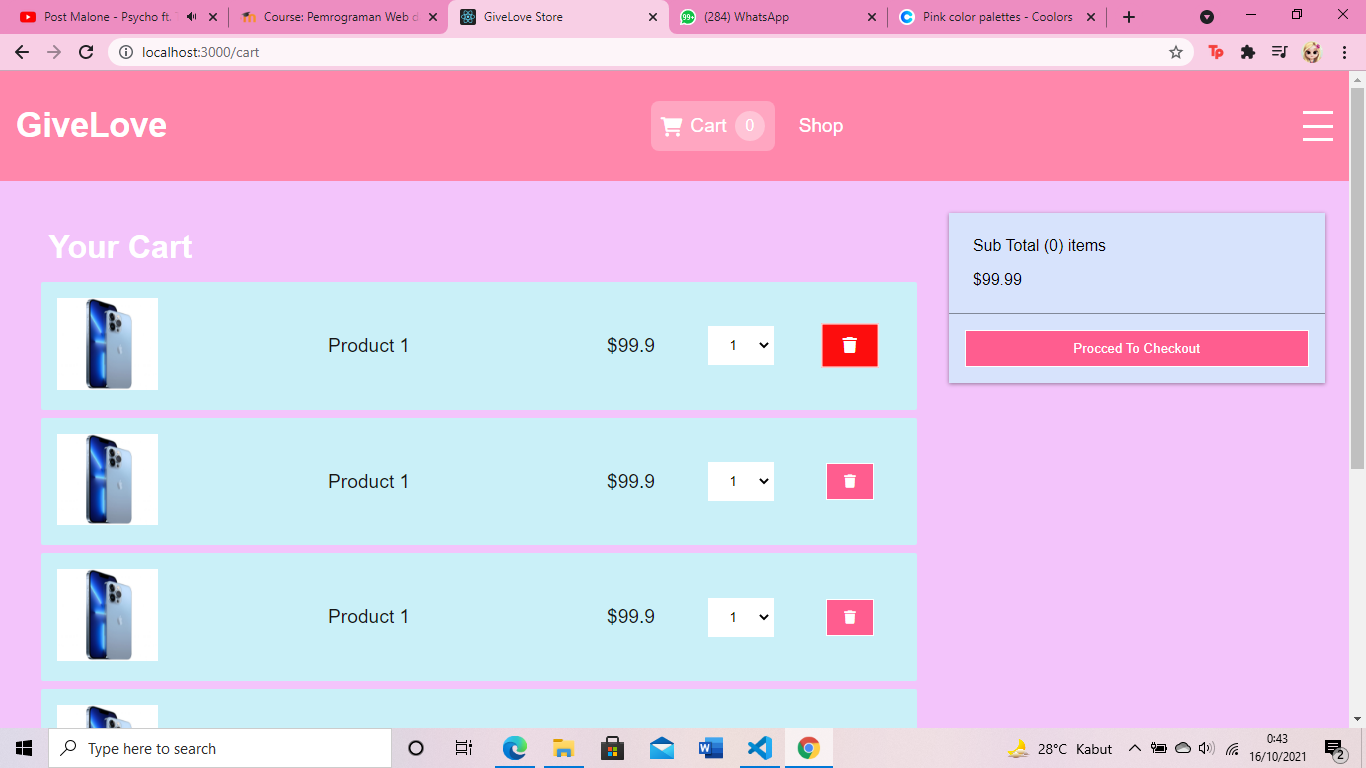 Post Malone - Psycho ft.
Course: Pemrograman Web d
GiveLove Store
99+
(284) WhatsApp
Pink color palettes - Coolors
localhost:3000/cart
Tp
GiveLove
Cart 0
Shop
Your Cart
Product 1 $99.9 1
Product 1 $99.9 1
Product 1 $99.9 1
Sub Total (0) items
$99.99
Procced To Checkout
Type here to search
28°C Kabut
0:43
16/10/2021
2